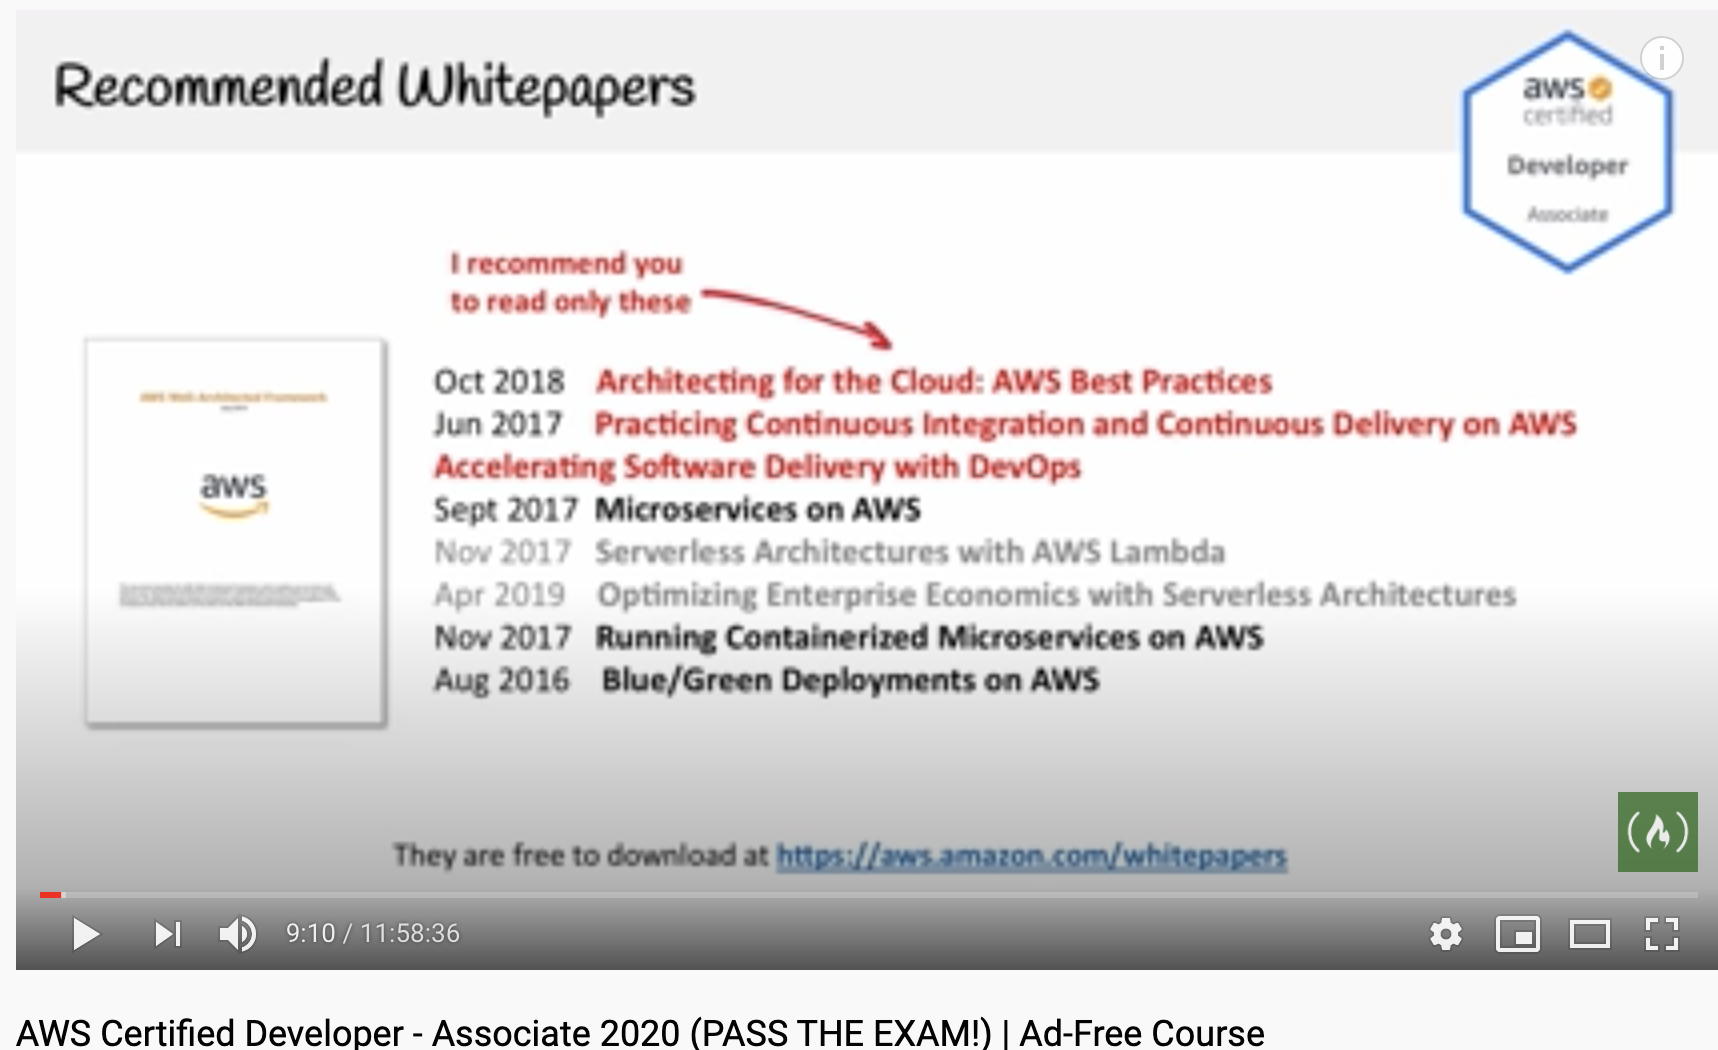 Recommended Whitepapers
aws
certified
Developer
Associate
I recommend you
to read only these
AWS Well-Architected Framework
aws
Oct 2018 Architecting for the Cloud: AWS Best Practices
Jun 2017 Practicing Continuous Integration and Continuous Delivery on AWS
Accelerating Software Delivery with DevOps
Sept 2017 Microservices on AWS
Nov 2017 Serverless Architectures with AWS Lambda
Apr 2019 Optimizing Enterprise Economics with Serverless Architectures
Nov 2017 Running Containerized Microservices on AWS
Aug 2016 Blue/Green Deployments on AWS
They are free to download at https://aws.amazon.com/whitepapers
9:10 / 11:58:36
AWS Certified Developer - Associate 2020 (PASS THE EXAM!) | Ad-Free Course